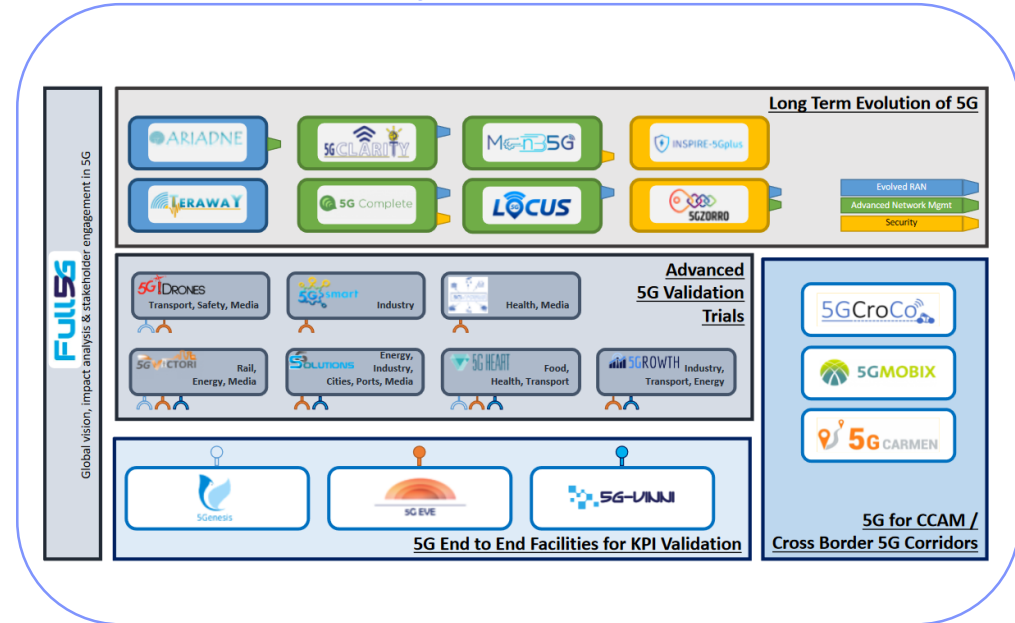 Full5G
Global vision, impact analysis & stakeholder engagement in 5G
Long Term Evolution of 5G
ARIADNE
5G CLARITY
INSPIRE-5Gplus
TERAWAY
5G Complete
LOCUS
5GZORRO
Evolved RAN
Advanced Network Mgmt
Security
Advanced
5G Validation
Trials
5G!DRONES
Transport, Safety, Media
5G smart
Industry
Health, Media
5G VICTORI
Rail,
Energy, Media
5 SOLUTIONS
Energy,
Industry,
Cities, Ports, Media
5G HEART
Food,
Health, Transport
5GROWTH
Industry,
Transport, Energy
5GCroCo
5GMOBIX
5G CARMEN
5G for CCAM /
Cross Border 5G Corridors
5Genesis
5G EVE
5G-VINNI
5G End to End Facilities for KPI Validation